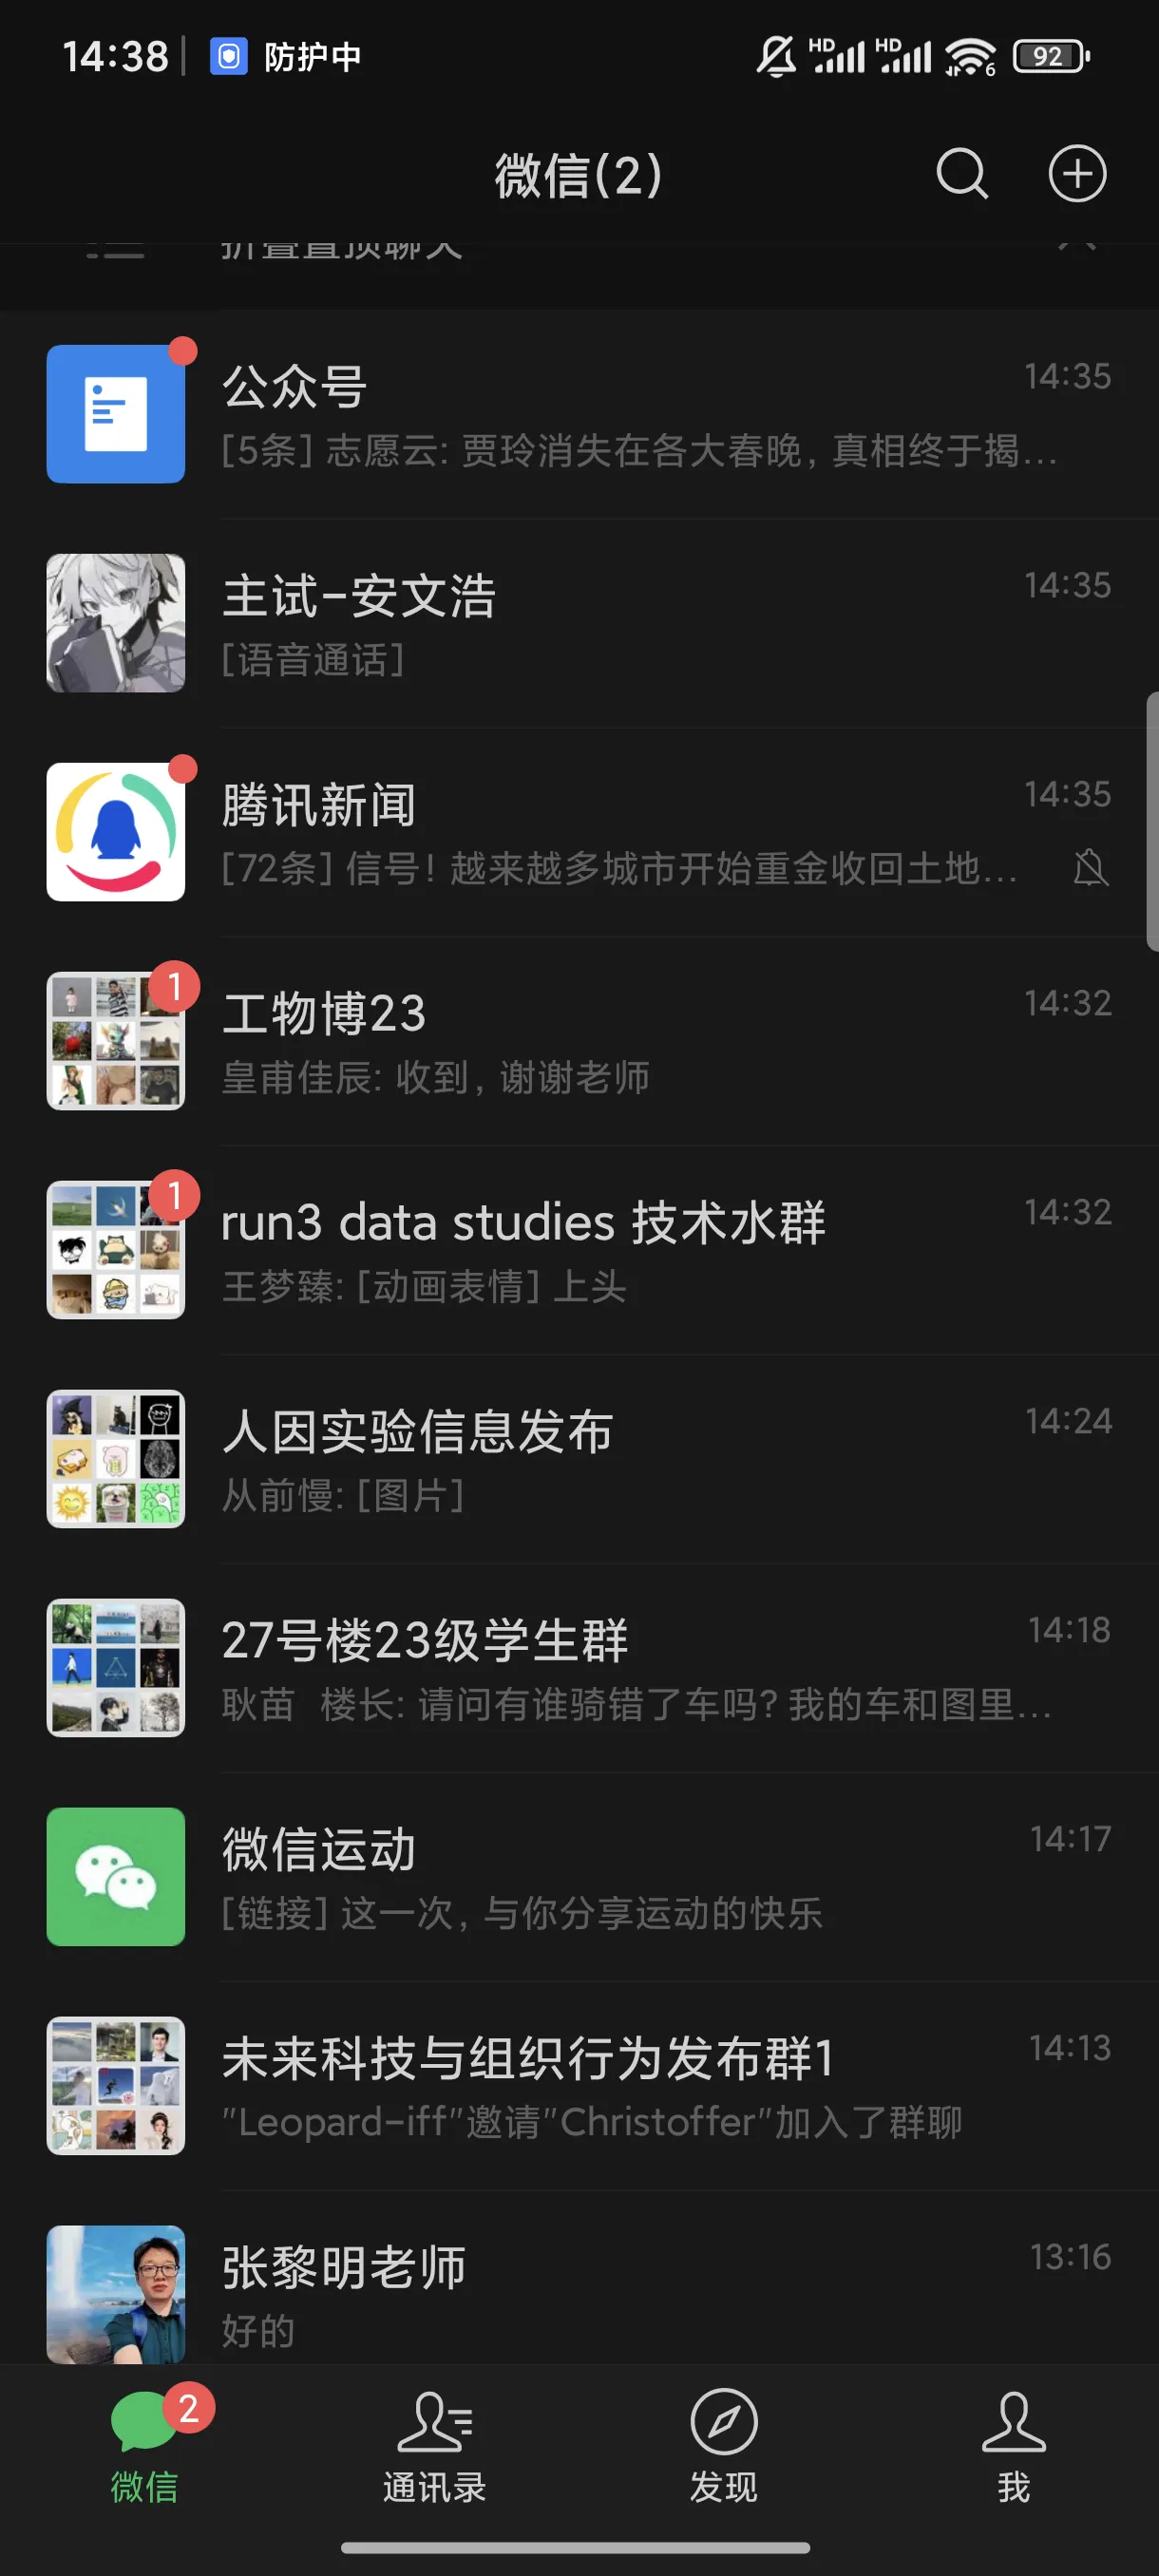 14:38
防护中
HD HD 6 92
微信(2)
折叠置顶聊天
公众号
14:35
[5条] 志愿云: 贾玲消失在各大春晚, 真相终于揭...
主试-安文浩
14:35
[语音通话]
腾讯新闻
14:35
[72条] 信号! 越来越多城市开始重金收回土地...
1
工物博23
14:32
皇甫佳辰: 收到, 谢谢老师
1
run3 data studies 技术水群
14:32
王梦臻: [动画表情] 上头
人因实验信息发布
14:24
从前慢: [图片]
27号楼23级学生群
14:18
耿苗 楼长: 请问有谁骑错了车吗? 我的车和图里...
微信运动
14:17
[链接] 这一次, 与你分享运动的快乐
未来科技与组织行为发布群1
14:13
"Leopard-iff"邀请"Christoffer"加入了群聊
张黎明老师
13:16
好的
2
微信
通讯录
发现
我